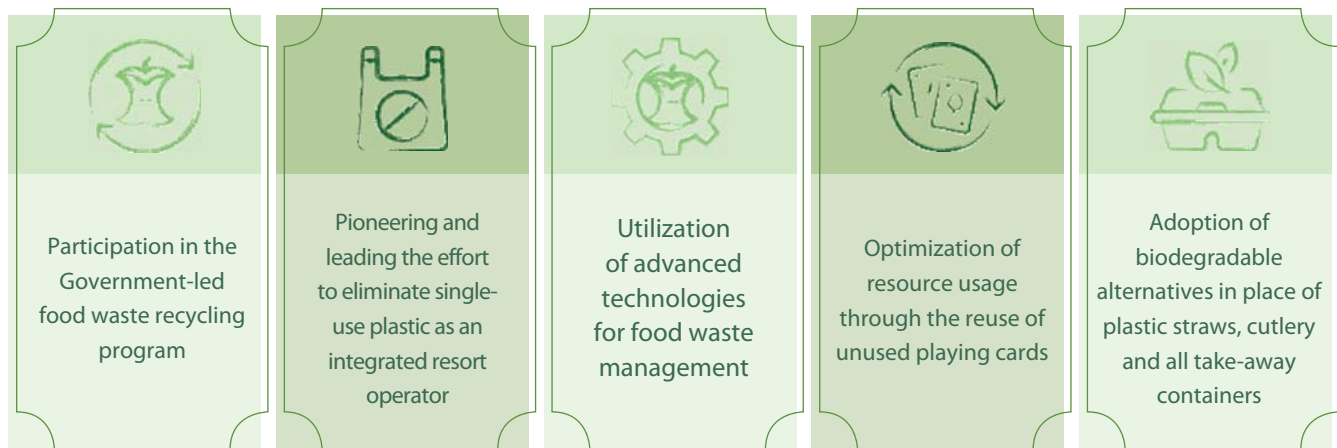 Participation in the
Government-led
food waste recycling
program
Pioneering and
leading the effort
to eliminate single-
use plastic as an
integrated resort
operator
Utilization
of advanced
technologies
for food waste
management
Optimization of
resource usage
through the reuse of
unused playing cards
Adoption of
biodegradable
alternatives in place of
plastic straws, cutlery
and all take-away
containers